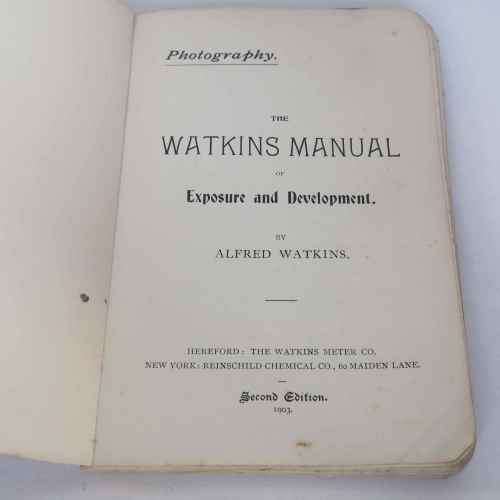 Photography.
THE
WATKINS MANUAL
OF
Exposure and Development.
BY
ALFRED WATKINS.
HEREFORD: THE WATKINS METER CO.
NEW YORK: REINSCHILD CHEMICAL CO., 60 MAIDEN LANE.
Second Edition.
1903.